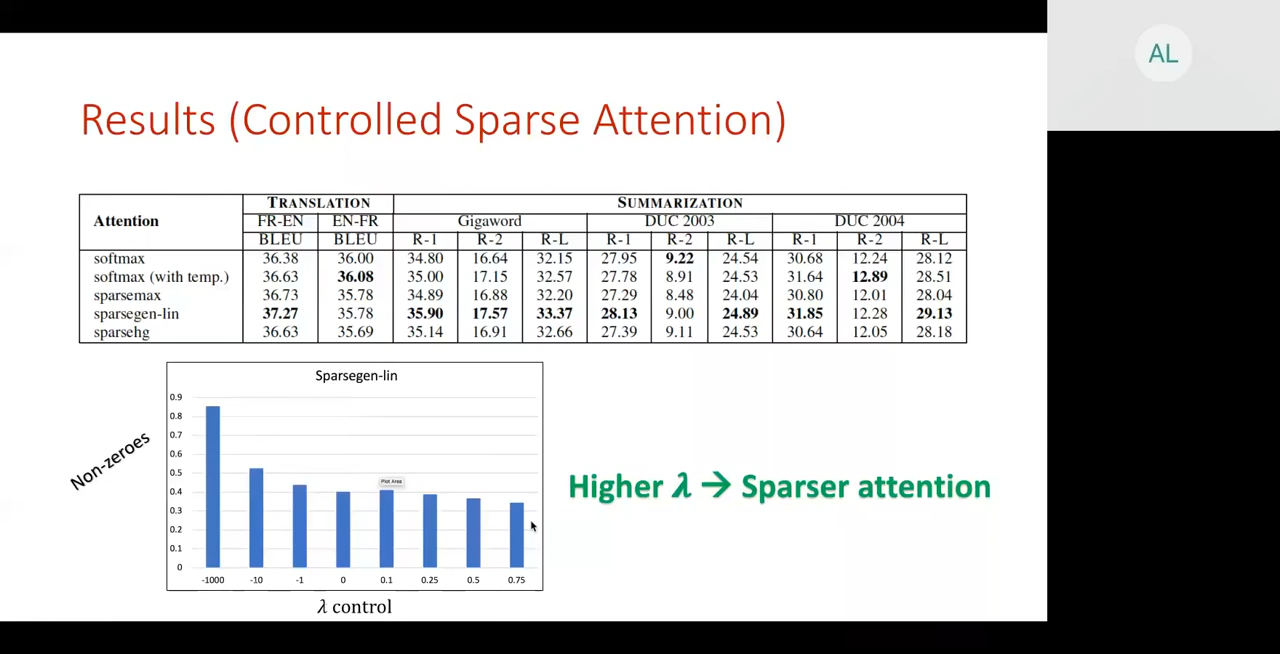 AL
Results (Controlled Sparse Attention)
Attention TRANSLATION SUMMARIZATION
FR-EN EN-FR Gigaword DUC 2003 DUC 2004
BLEU BLEU R-1 R-2 R-L R-1 R-2 R-L R-1 R-2 R-L
softmax 36.38 36.00 34.80 16.64 32.15 27.95 9.22 24.54 30.68 12.24 28.12
softmax (with temp.) 36.63 36.08 35.00 17.15 32.57 27.78 8.91 24.53 31.64 12.89 28.51
sparsemax 36.73 35.78 34.89 16.88 32.20 27.29 8.48 24.04 30.80 12.01 28.04
sparsegen-lin 37.27 35.78 35.90 17.57 33.37 28.13 9.00 24.89 31.85 12.28 29.13
sparsehg 36.63 35.69 35.14 16.91 32.66 27.39 9.11 24.53 30.64 12.05 28.18
Sparsegen-lin
0.9
0.8
0.7
0.6
0.5
0.4
0.3
0.2
0.1
0
Non-zeroes
Plot Area
-1000 -10 -1 0 0.1 0.25 0.5 0.75
λ control
Higher λ → Sparser attention